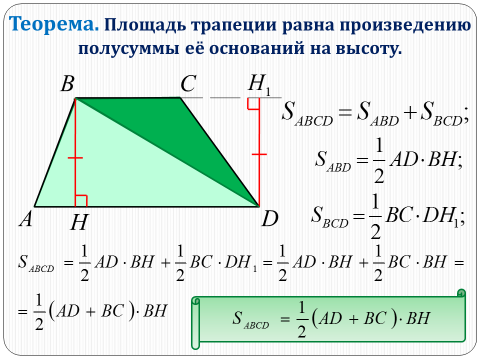 Теорема. Площадь трапеции равна произведению
полусуммы её оснований на высоту.
B C H₁
A H D
S_ABCD = S_ABD + S_BCD;
S_ABD = 1/2 AD · BH;
S_BCD = 1/2 BC · DH₁;
S_ABCD = 1/2 AD · BH + 1/2 BC · DH₁ = 1/2 AD · BH + 1/2 BC · BH =
= 1/2 (AD + BC) · BH
S_ABCD = 1/2 (AD + BC) · BH